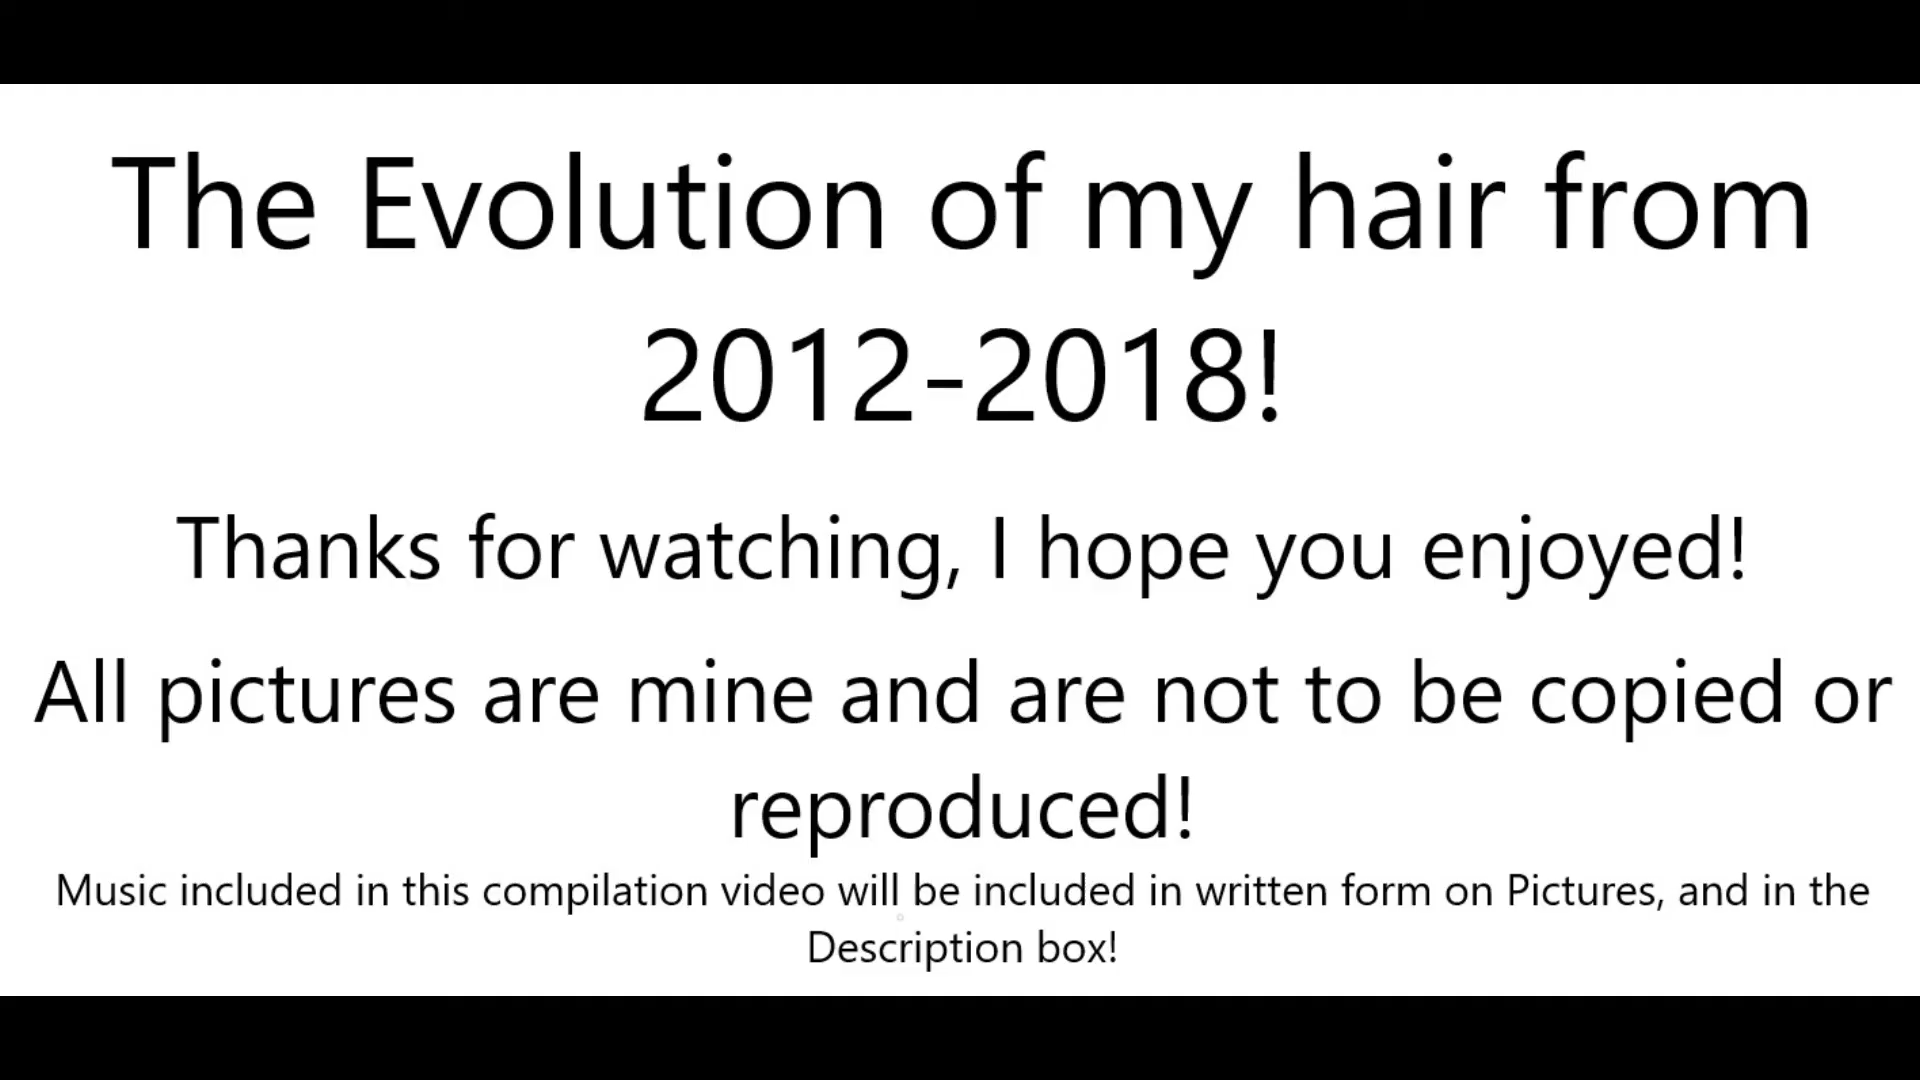 The Evolution of my hair from
2012-2018!
Thanks for watching, I hope you enjoyed!
All pictures are mine and are not to be copied or
reproduced!
Music included in this compilation video will be included in written form on Pictures, and in the
Description box!